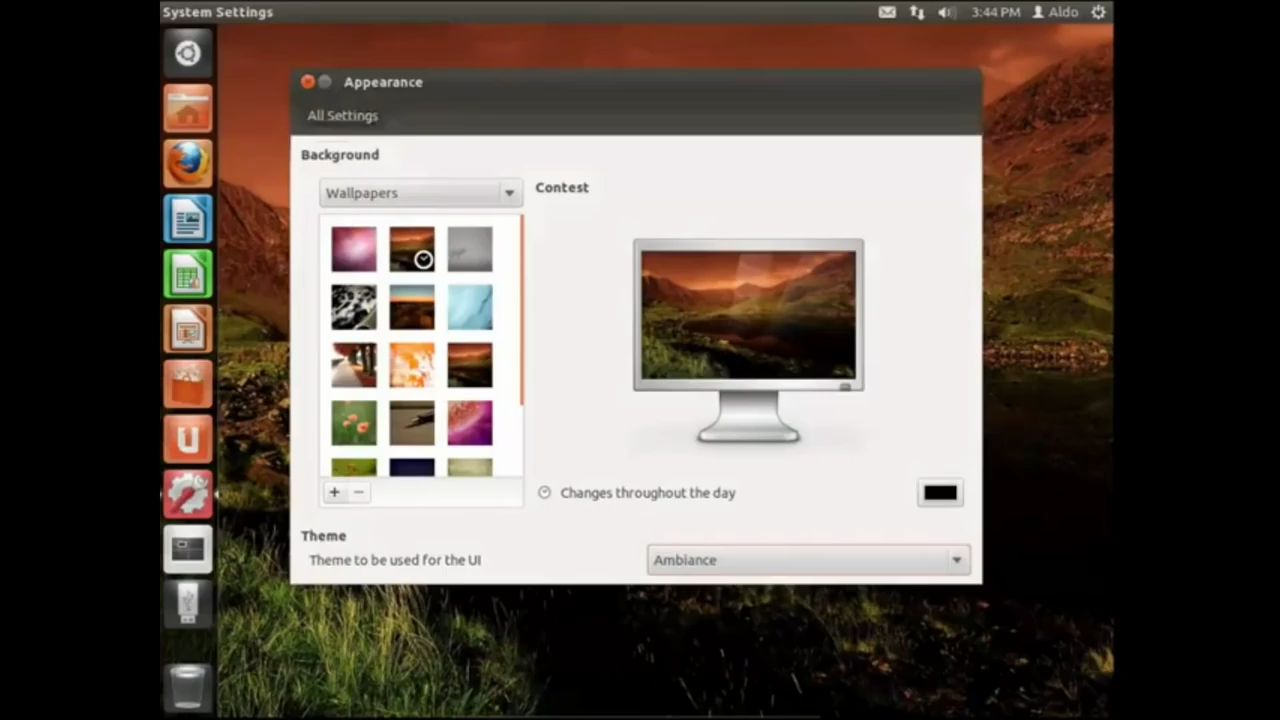 System Settings
3:44 PM Aldo
Appearance
All Settings
Background
Wallpapers
Contest
+ −
Changes throughout the day
Theme
Theme to be used for the UI
Ambiance
U